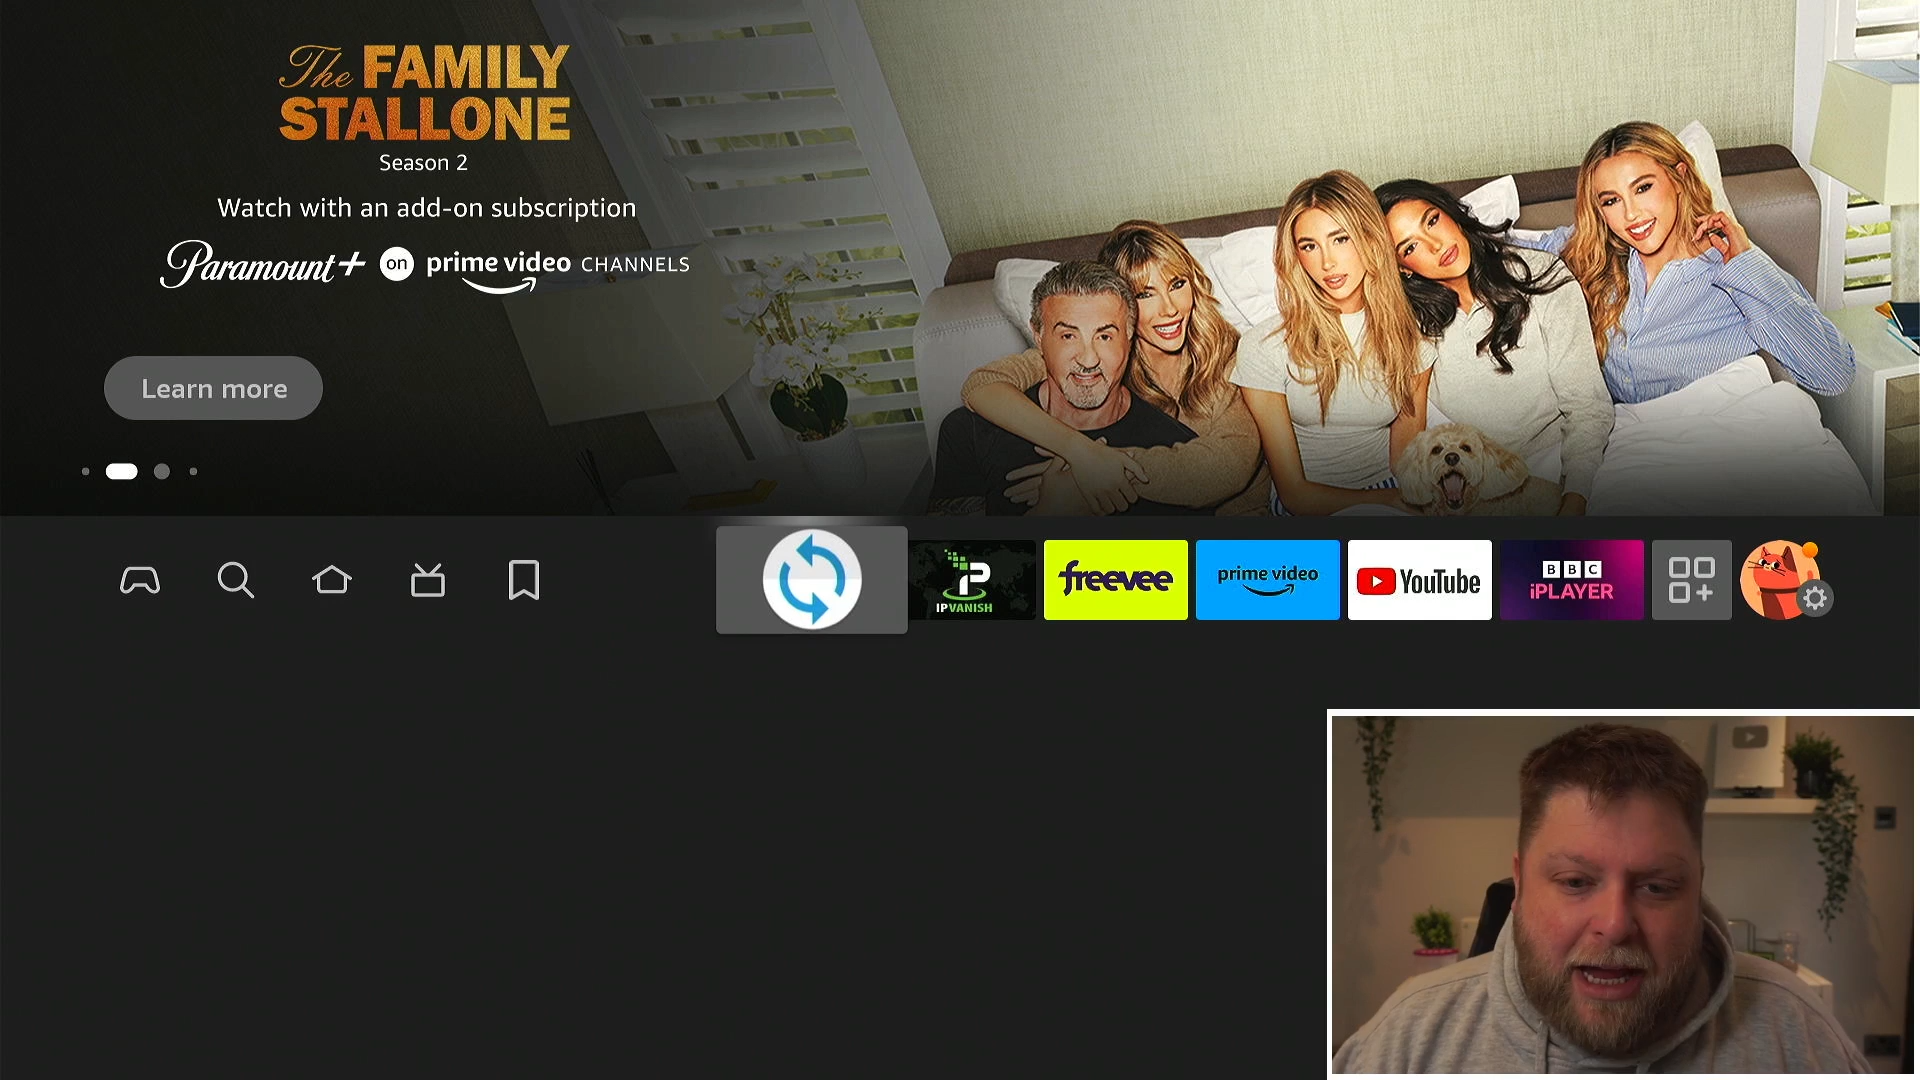 The FAMILY
STALLONE
Season 2
Watch with an add-on subscription
Paramount+ on prime video CHANNELS
Learn more
IPVANISH
freevee
prime video
YouTube
BBC
iPLAYER